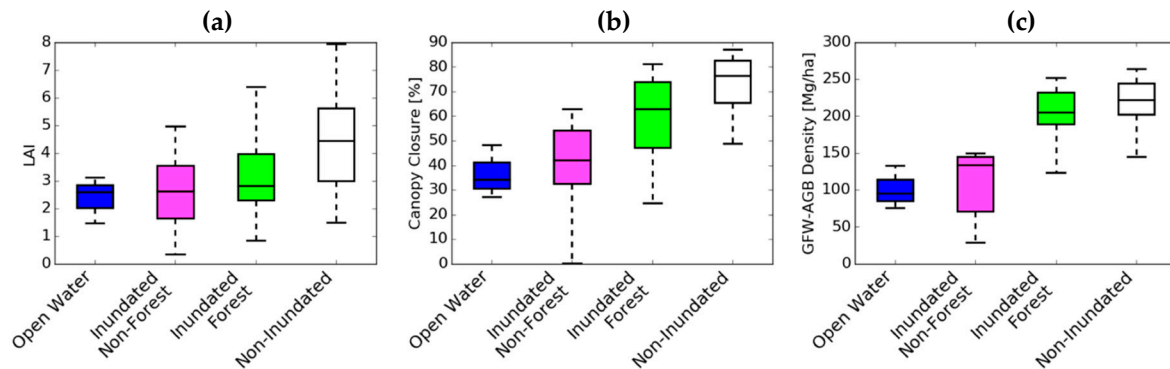 (a)
LAI
8
7
6
5
4
3
2
1
0
Open Water
Inundated
Non-Forest
Inundated
Forest
Non-Inundated
(b)
Canopy Closure [%]
90
80
70
60
50
40
30
20
10
0
Open Water
Inundated
Non-Forest
Inundated
Forest
Non-Inundated
(c)
GFW-AGB Density [Mg/ha]
300
250
200
150
100
50
0
Open Water
Inundated
Non-Forest
Inundated
Forest
Non-Inundated